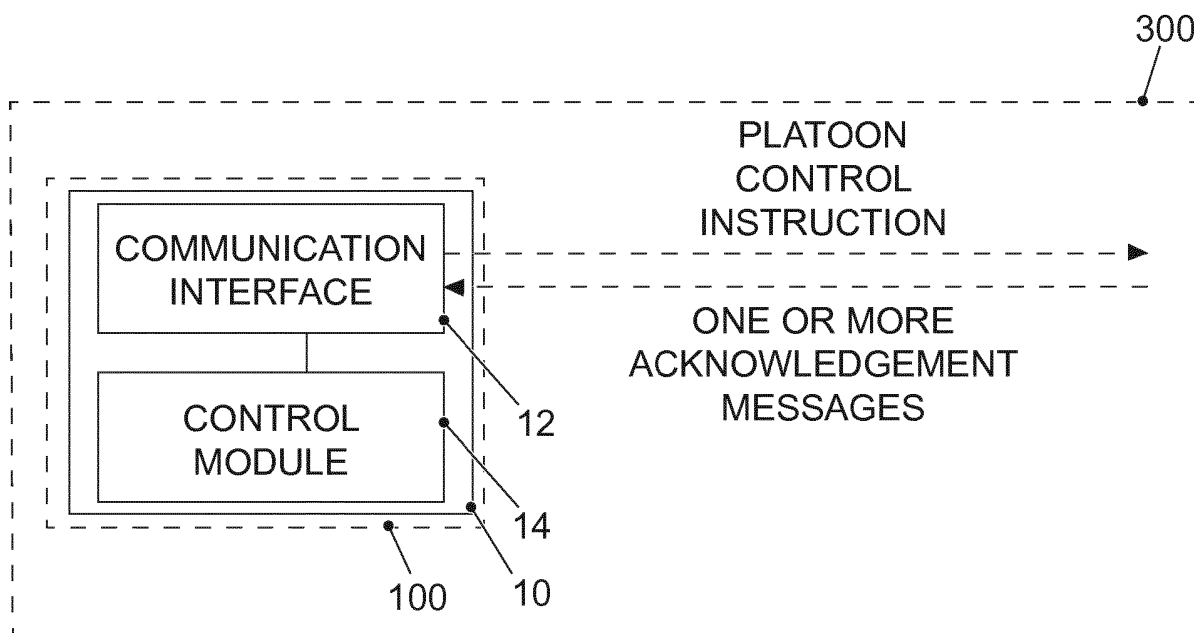 300
PLATOON
CONTROL
INSTRUCTION
COMMUNICATION
INTERFACE
ONE OR MORE
ACKNOWLEDGEMENT
MESSAGES
12
CONTROL
MODULE
14
10
100